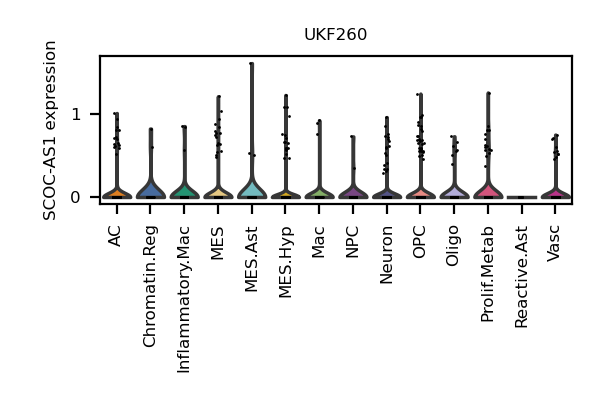 UKF260
SCOC-AS1 expression
1
0
AC
Chromatin.Reg
Inflammatory.Mac
MES
MES.Ast
MES.Hyp
Mac
NPC
Neuron
OPC
Oligo
Prolif.Metab
Reactive.Ast
Vasc